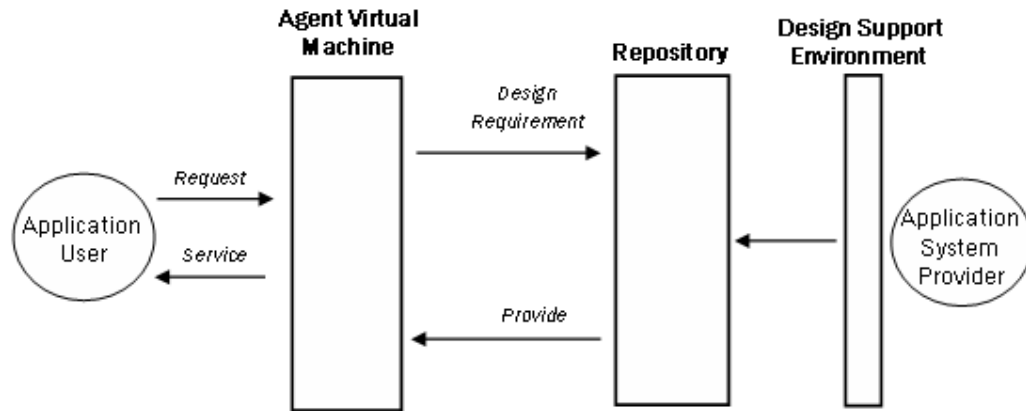 Agent Virtual
Machine
Repository
Design Support
Environment
Design
Requirement
Request
Application
User
Service
Provide
Application
System
Provider